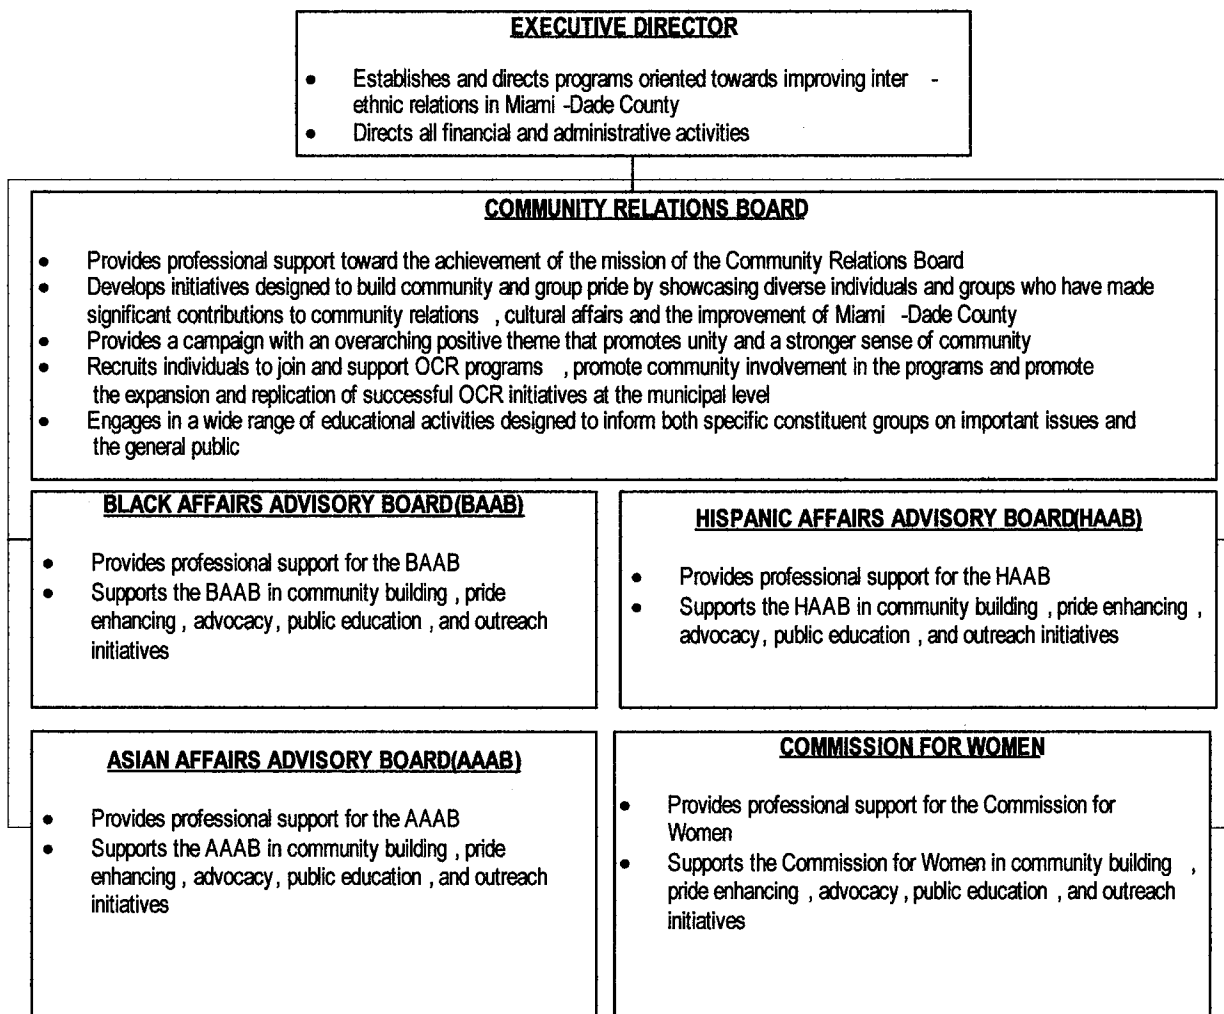 EXECUTIVE DIRECTOR
• Establishes and directs programs oriented towards improving inter -
ethnic relations in Miami -Dade County
• Directs all financial and administrative activities
COMMUNITY RELATIONS BOARD
• Provides professional support toward the achievement of the mission of the Community Relations Board
• Develops initiatives designed to build community and group pride by showcasing diverse individuals and groups who have made
significant contributions to community relations , cultural affairs and the improvement of Miami -Dade County
• Provides a campaign with an overarching positive theme that promotes unity and a stronger sense of community
• Recruits individuals to join and support OCR programs , promote community involvement in the programs and promote
the expansion and replication of successful OCR initiatives at the municipal level
• Engages in a wide range of educational activities designed to inform both specific constituent groups on important issues and
the general public
BLACK AFFAIRS ADVISORY BOARD(BAAB)
• Provides professional support for the BAAB
• Supports the BAAB in community building , pride
enhancing , advocacy, public education , and outreach
initiatives
HISPANIC AFFAIRS ADVISORY BOARD(HAAB)
• Provides professional support for the HAAB
• Supports the HAAB in community building , pride enhancing ,
advocacy, public education , and outreach initiatives
ASIAN AFFAIRS ADVISORY BOARD(AAAB)
• Provides professional support for the AAAB
• Supports the AAAB in community building , pride
enhancing , advocacy, public education , and outreach
initiatives
COMMISSION FOR WOMEN
• Provides professional support for the Commission for
Women
• Supports the Commission for Women in community building ,
pride enhancing , advocacy , public education , and outreach
initiatives